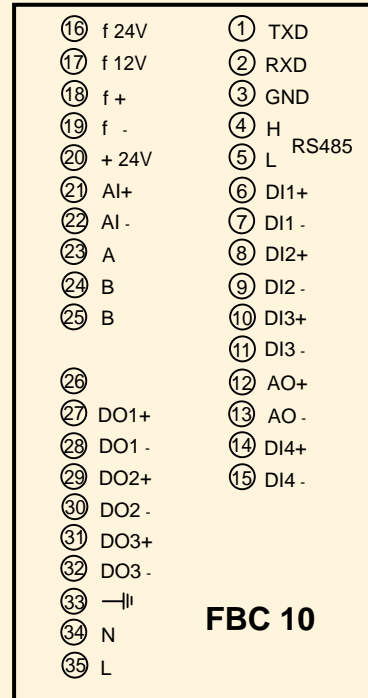 16 f 24V
17 f 12V
18 f +
19 f -
20 + 24V
21 AI+
22 AI -
23 A
24 B
25 B
26
27 DO1+
28 DO1 -
29 DO2+
30 DO2 -
31 DO3+
32 DO3 -
33
34 N
35 L
1 TXD
2 RXD
3 GND
4 H
RS485
5 L
6 DI1+
7 DI1 -
8 DI2+
9 DI2 -
10 DI3+
11 DI3 -
12 AO+
13 AO -
14 DI4+
15 DI4 -
FBC 10